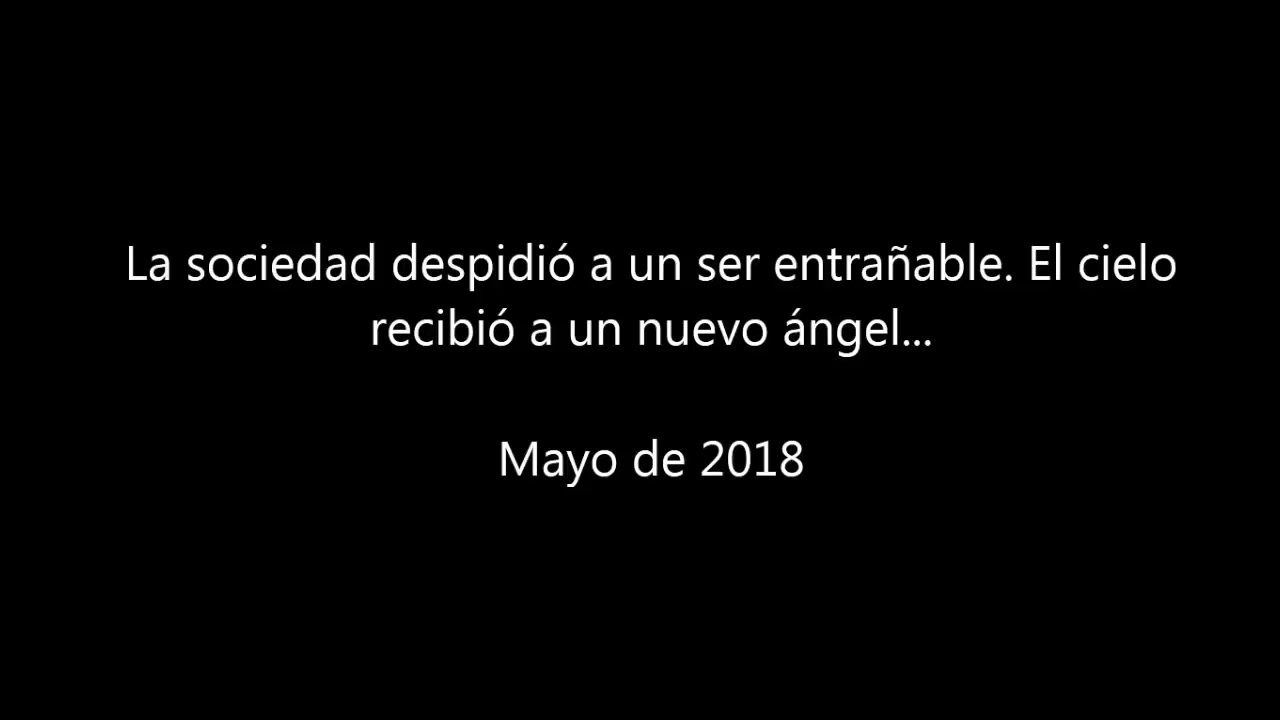 La sociedad despidió a un ser entrañable. El cielo
recibió a un nuevo ángel...
Mayo de 2018